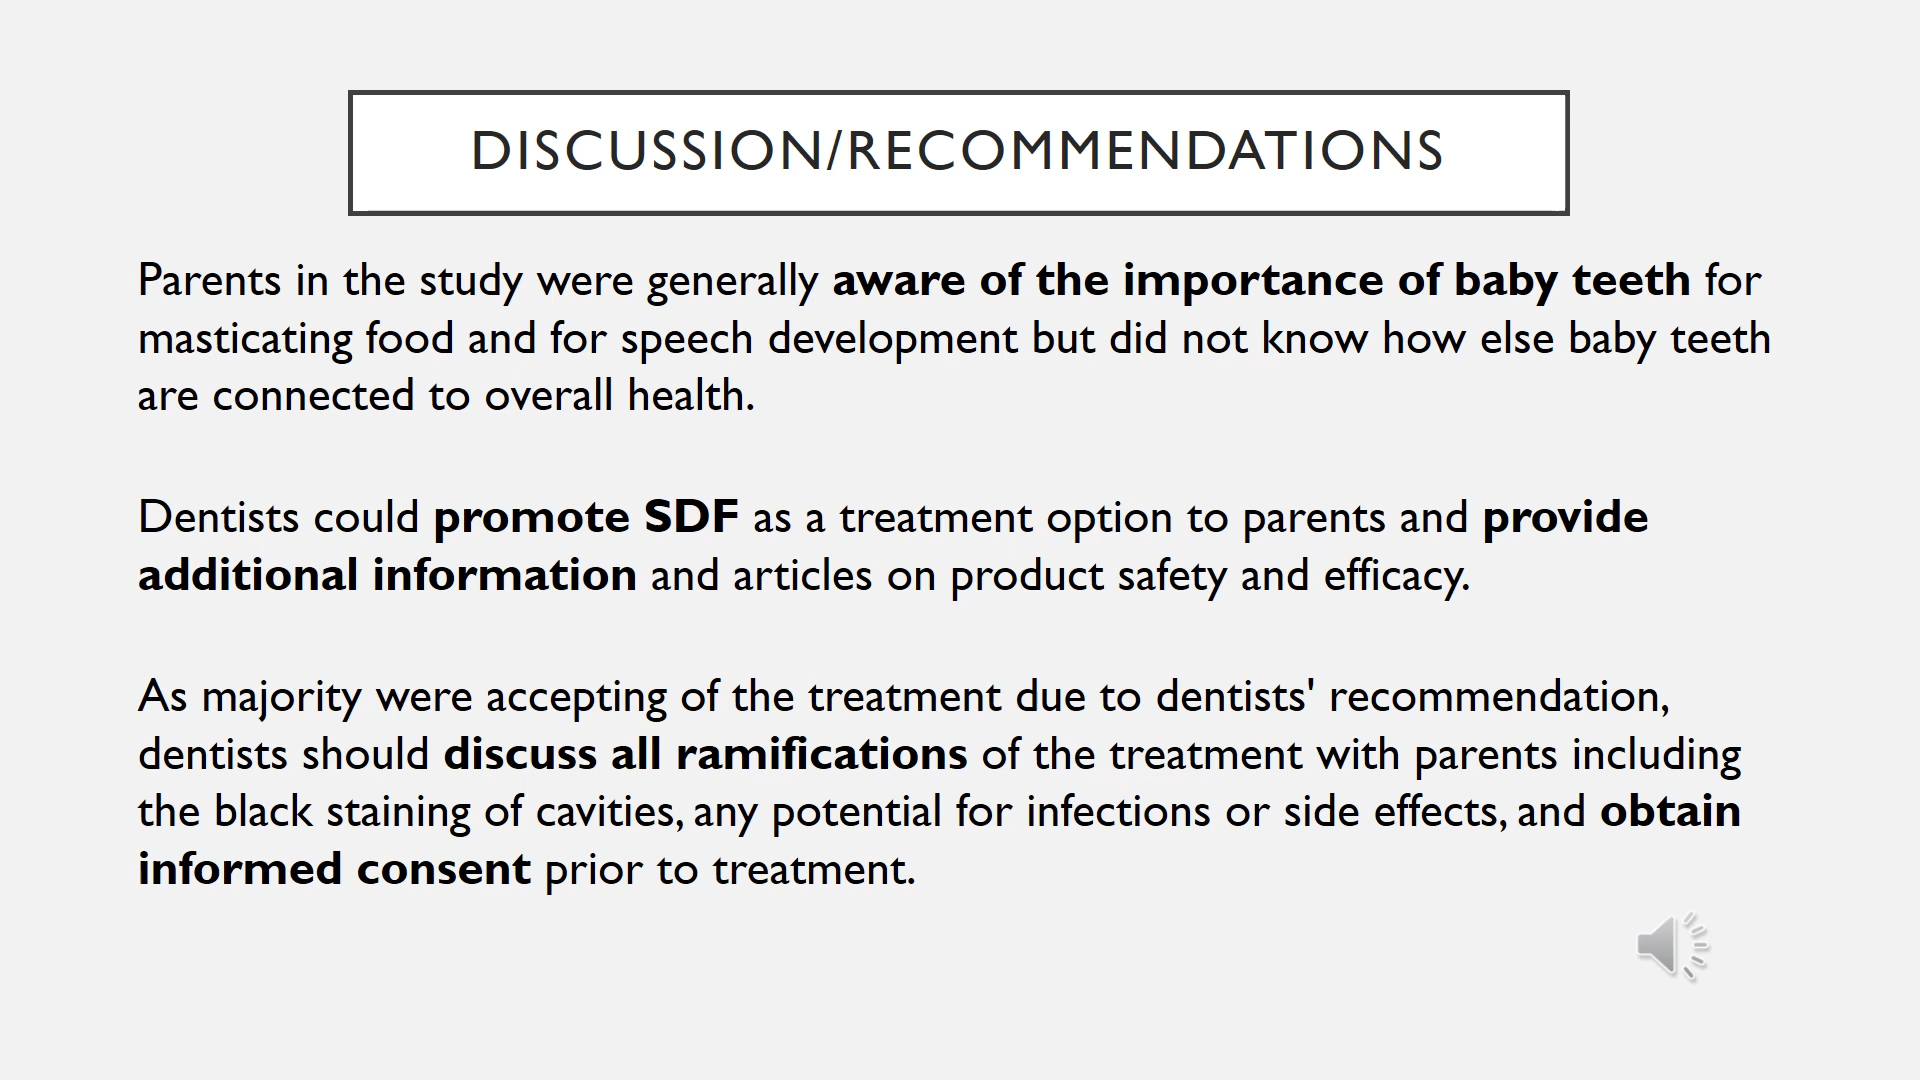 DISCUSSION/RECOMMENDATIONS
Parents in the study were generally aware of the importance of baby teeth for
masticating food and for speech development but did not know how else baby teeth
are connected to overall health.
Dentists could promote SDF as a treatment option to parents and provide
additional information and articles on product safety and efficacy.
As majority were accepting of the treatment due to dentists' recommendation,
dentists should discuss all ramifications of the treatment with parents including
the black staining of cavities, any potential for infections or side effects, and obtain
informed consent prior to treatment.